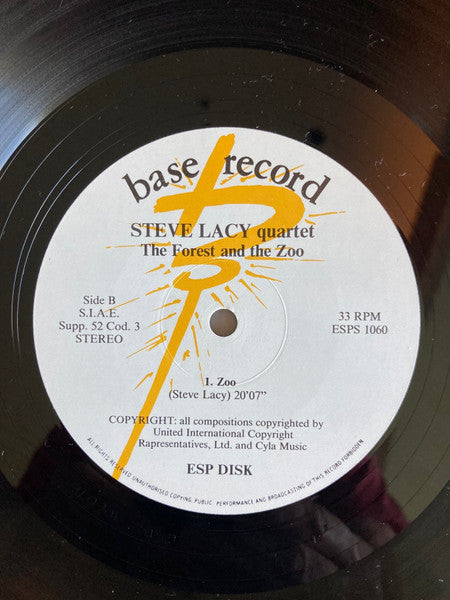 base record
STEVE LACY quartet
The Forest and the Zoo
Side B
S.I.A.E.
Supp. 52 Cod. 3
STEREO
33 RPM
ESPS 1060
1. Zoo
(Steve Lacy) 20'07"
COPYRIGHT: all compositions copyrighted by
United International Copyright
Rapresentatives, Ltd. and Cyla Music
ESP DISK
ALL RIGHTS RESERVED UNAUTHORISED COPYING, PUBLIC PERFORMANCE AND BROADCASTING OF THIS RECORD FORBIDDEN